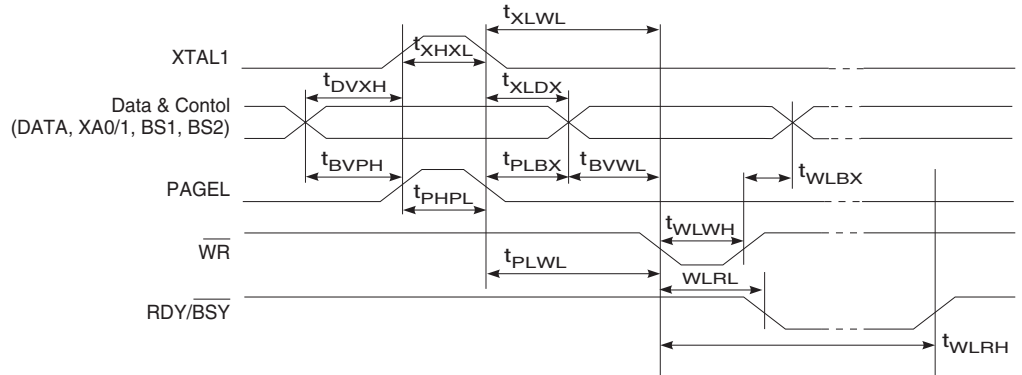 tXLWL
XTAL1
tXHXL
tDVXH
tXLDX
Data & Contol
(DATA, XA0/1, BS1, BS2)
tBVPH
tPLBX
tBVWL
tWLBX
PAGEL
tPHPL
tWLWH
WR
tPLWL
WLRL
RDY/BSY
tWLRH